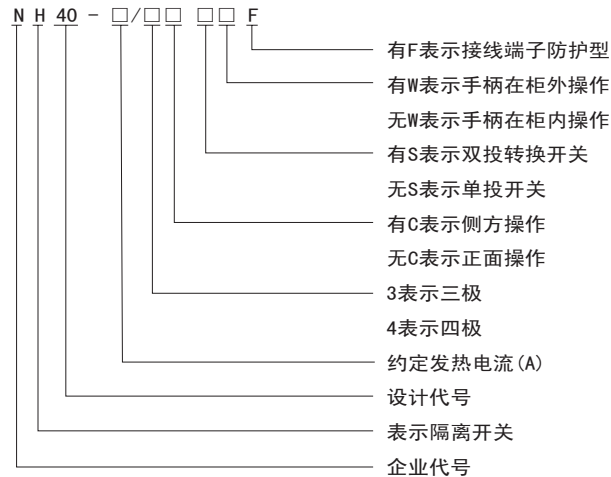 NH40-□/□□ □□F
有F表示接线端子防护型
有W表示手柄在柜外操作
无W表示手柄在柜内操作
有S表示双投转换开关
无S表示单投开关
有C表示侧方操作
无C表示正面操作
3表示三极
4表示四极
约定发热电流(A)
设计代号
表示隔离开关
企业代号